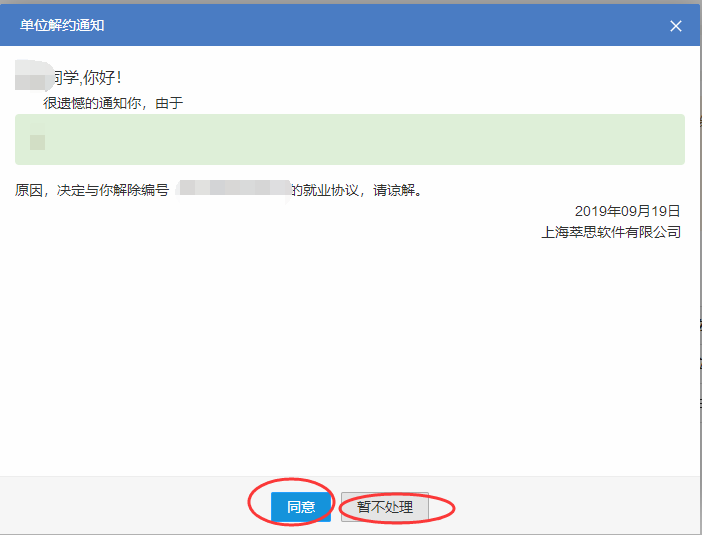 单位解约通知
同学,你好!
很遗憾的通知你，由于
原因，决定与你解除编号
的就业协议，请谅解。
2019年09月19日
上海萃思软件有限公司
同意
暂不处理